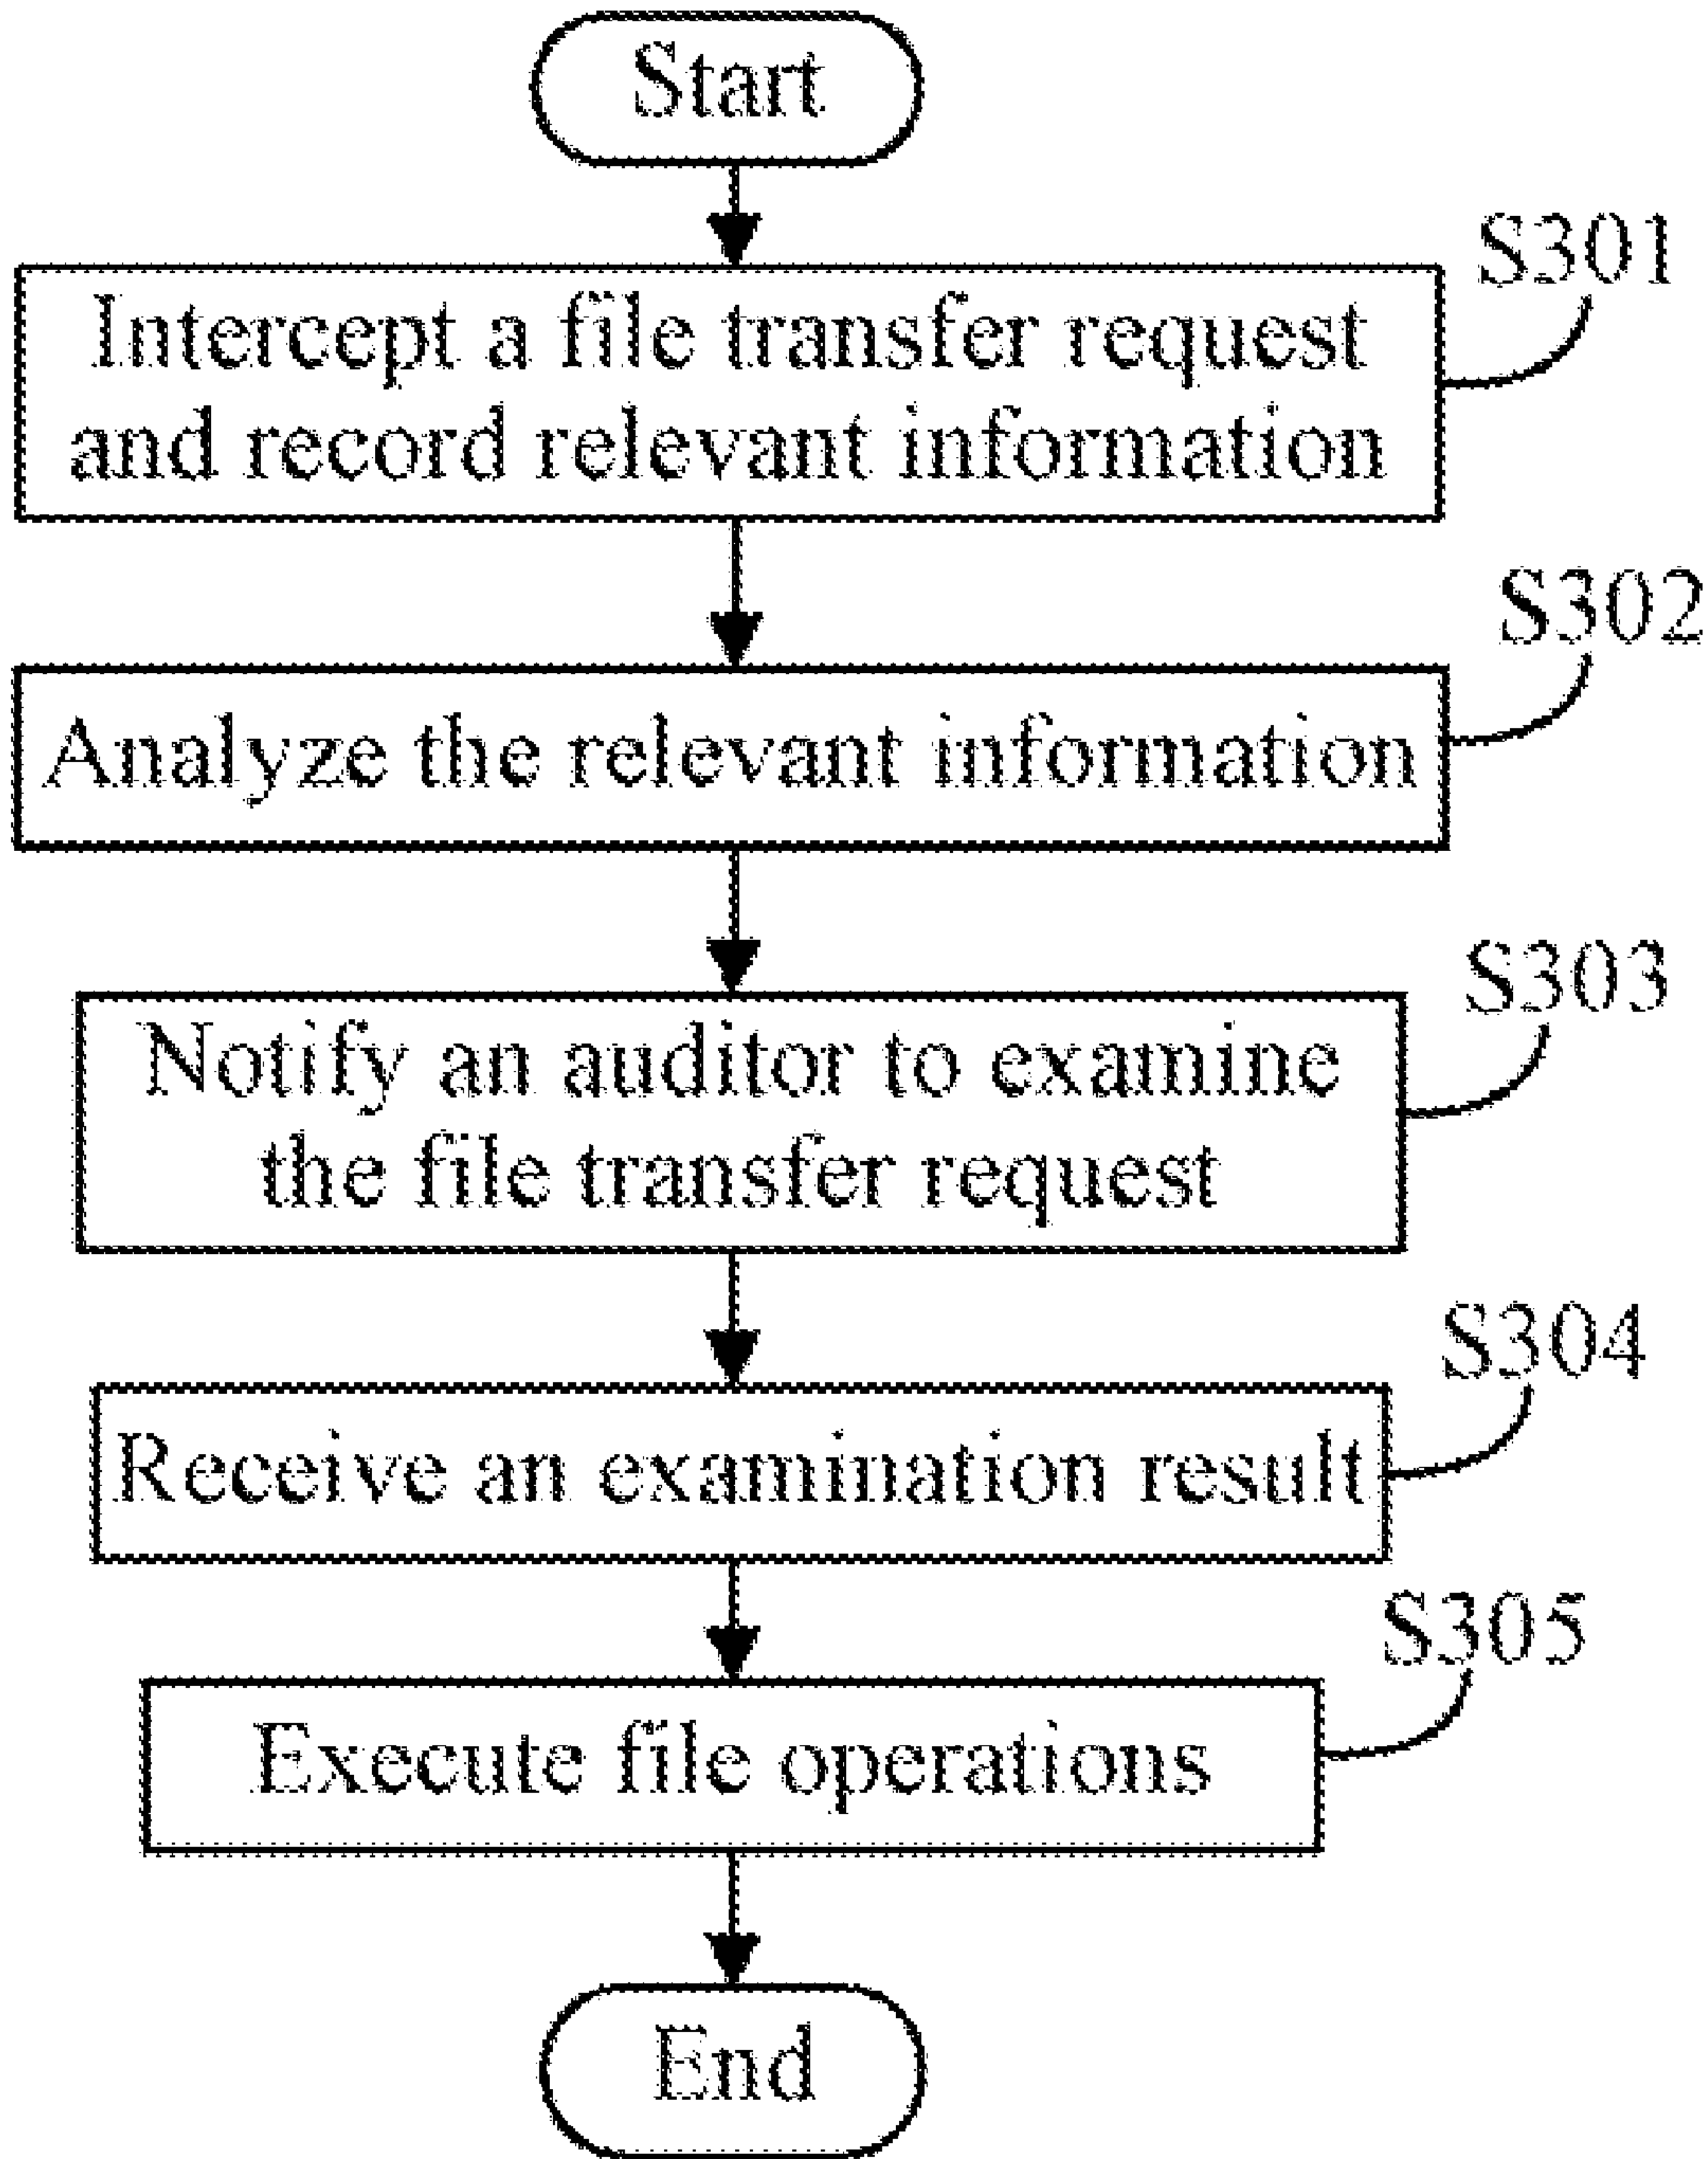 Start
S301
Intercept a file transfer request
and record relevant information
S302
Analyze the relevant information
S303
Notify an auditor to examine
the file transfer request
S304
Receive an examination result
S305
Execute file operations
End